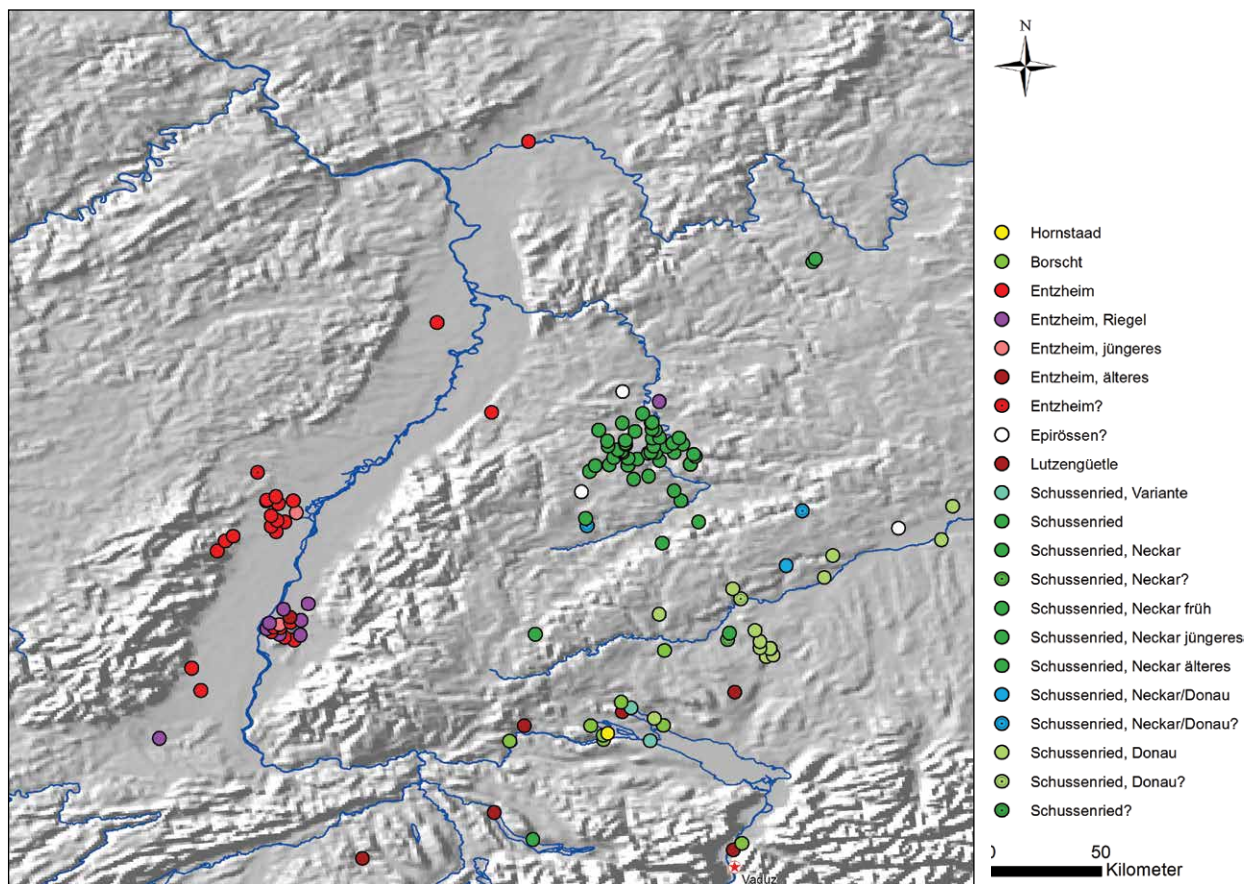 N
Hornstaad
Borscht
Entzheim
Entzheim, Riegel
Entzheim, jüngeres
Entzheim, älteres
Entzheim?
Epirössen?
Lutzengüetle
Schussenried, Variante
Schussenried
Schussenried, Neckar
Schussenried, Neckar?
Schussenried, Neckar früh
Schussenried, Neckar jüngeres
Schussenried, Neckar älteres
Schussenried, Neckar/Donau
Schussenried, Neckar/Donau?
Schussenried, Donau
Schussenried, Donau?
Schussenried?
0 50
Kilometer
Vaduz